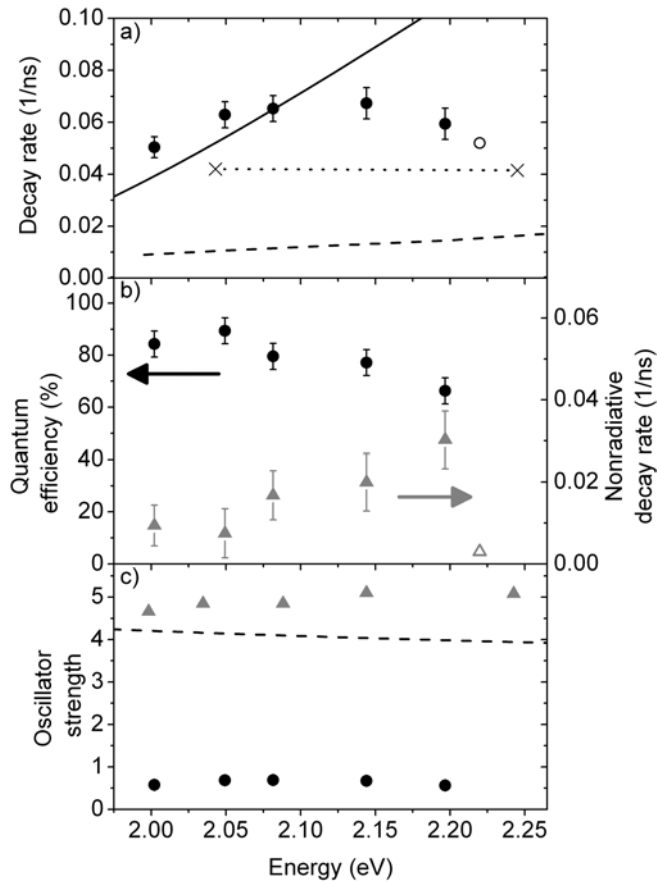 a)
Decay rate (1/ns)
0.10
0.08
0.06
0.04
0.02
0.00
b)
Quantum
efficiency (%)
100
80
60
40
20
0
0.06
0.04
0.02
0.00
Nonradiative
decay rate (1/ns)
c)
Oscillator
strength
5
4
3
2
1
0
2.00 2.05 2.10 2.15 2.20 2.25
Energy (eV)